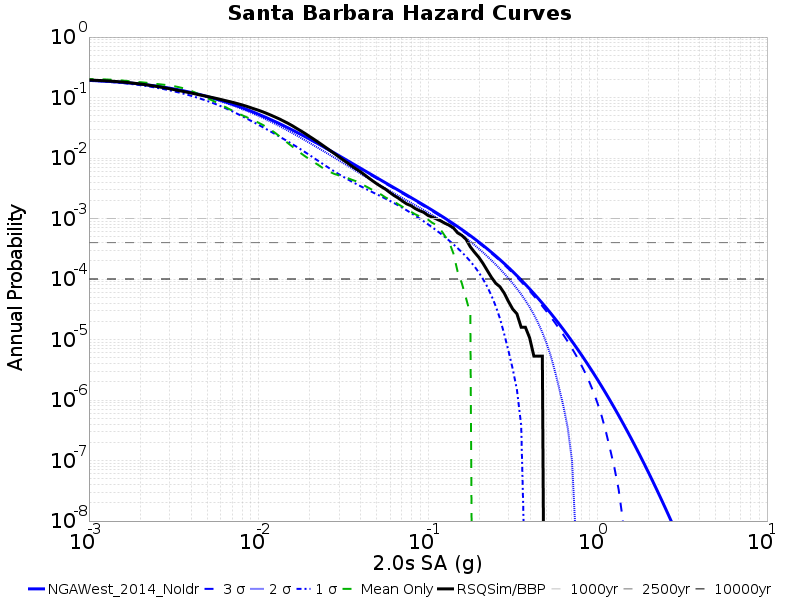 Santa Barbara Hazard Curves
10^0
10^-1
10^-2
10^-3
10^-4
10^-5
10^-6
10^-7
10^-8
Annual Probability
10^-3 10^-2 10^-1 10^0 10^1
2.0s SA (g)
NGAWest_2014_NoIdr 3 σ 2 σ 1 σ Mean Only RSQSim/BBP 1000yr 2500yr 10000yr